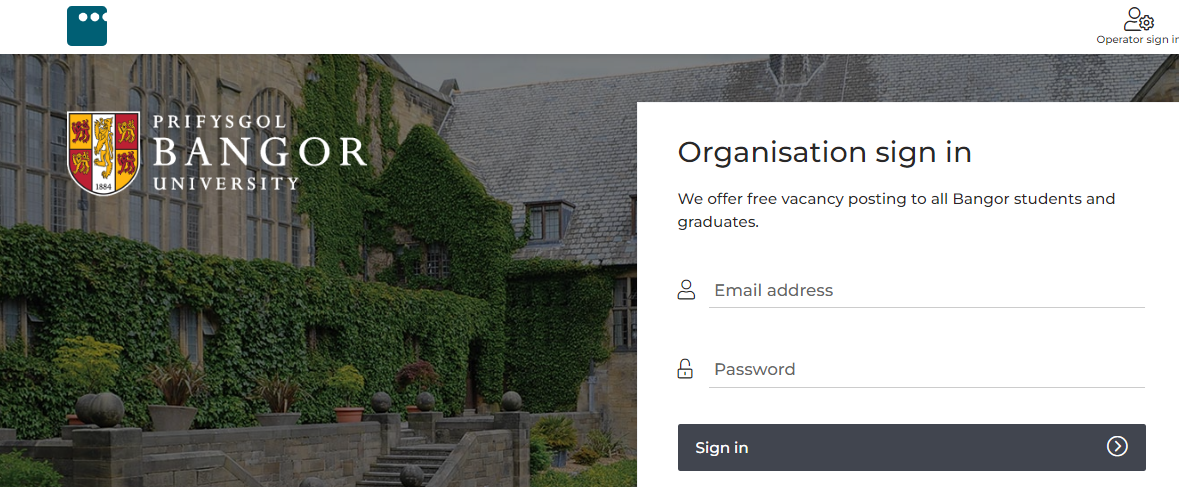 Operator sign in
PRIFYSGOL
BANGOR
UNIVERSITY
1884
Organisation sign in
We offer free vacancy posting to all Bangor students and
graduates.
Email address
Password
Sign in